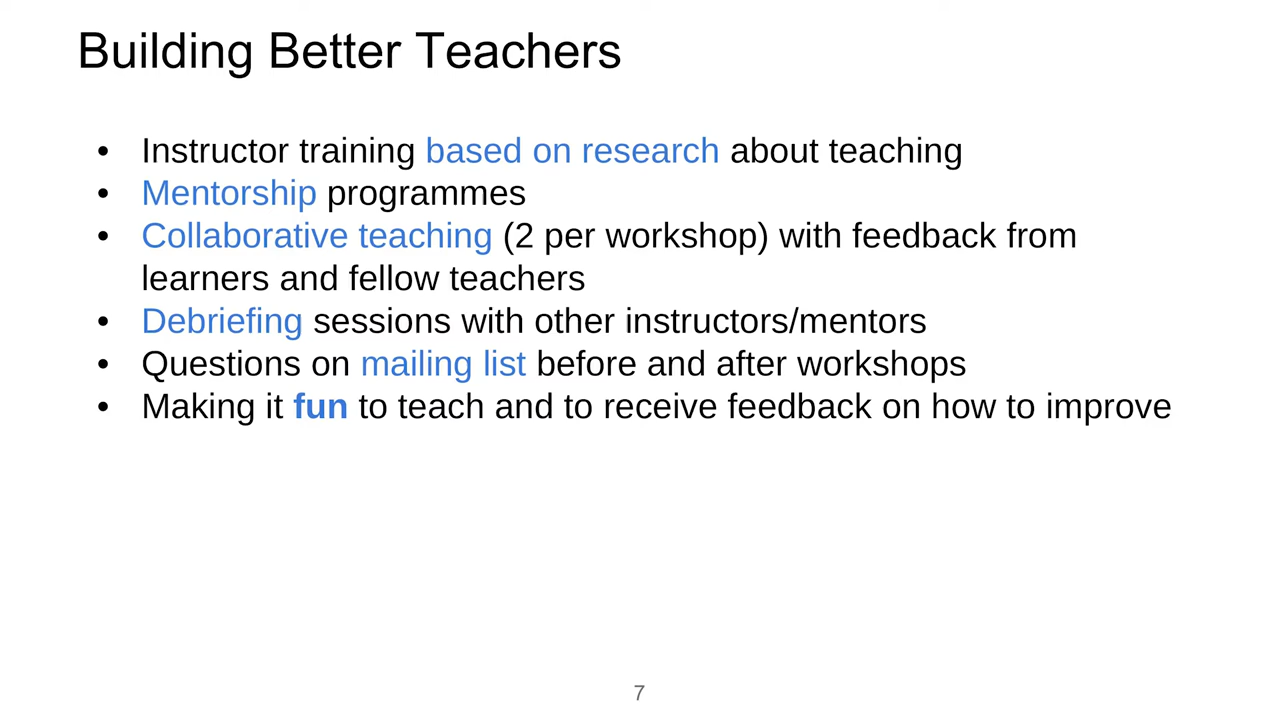 Building Better Teachers
• Instructor training based on research about teaching
• Mentorship programmes
• Collaborative teaching (2 per workshop) with feedback from
learners and fellow teachers
• Debriefing sessions with other instructors/mentors
• Questions on mailing list before and after workshops
• Making it fun to teach and to receive feedback on how to improve
7